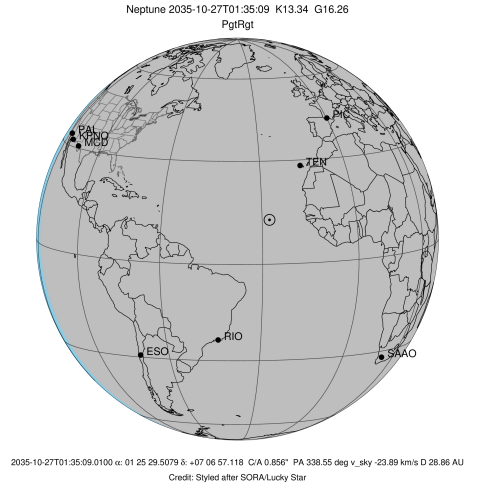 Neptune 2035-10-27T01:35:09 K13.34 G16.26
PgtRgt
PIC
PAL
KPNO
MCD
TEN
RIO
ESO
SAAO
2035-10-27T01:35:09.0100 α: 01 25 29.5079 δ: +07 06 57.118 C/A 0.856" PA 338.55 deg v_sky -23.89 km/s D 28.86 AU
Credit: Styled after SORA/Lucky Star